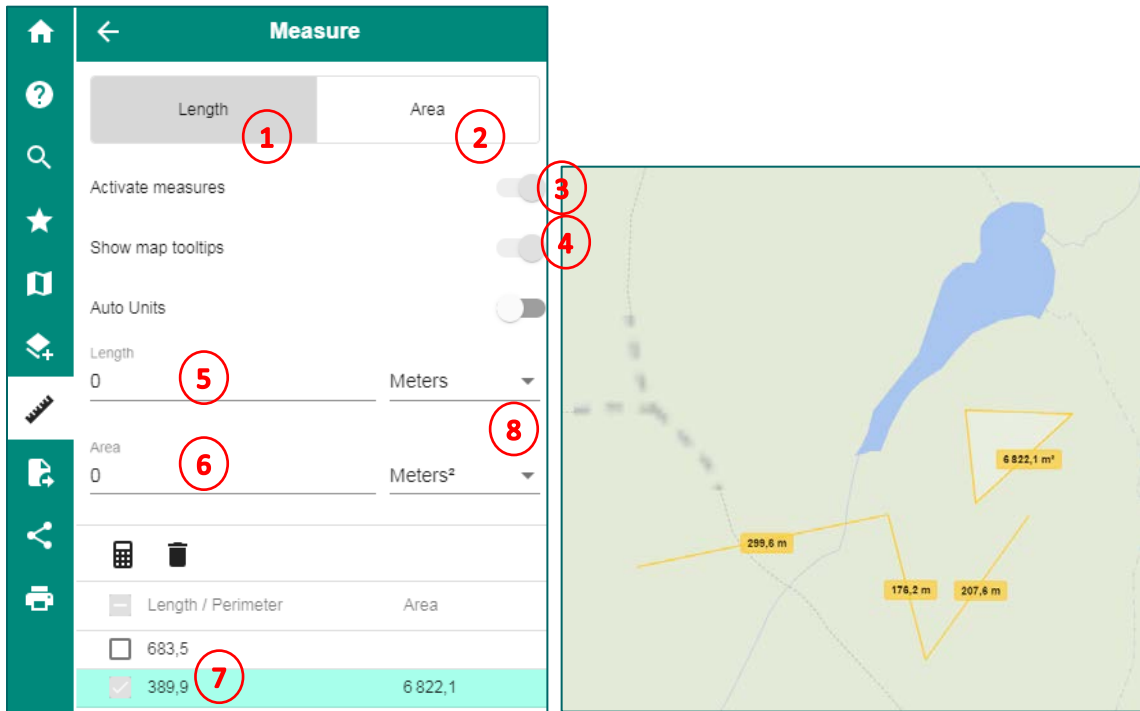 Measure
Length
Area
1
2
Activate measures
3
Show map tooltips
4
Auto Units
Length
0
5
Meters
8
Area
0
6
Meters²
Length / Perimeter Area
683,5
389,9 6 822,1
7
6 822,1 m²
299,6 m
176,2 m
207,6 m